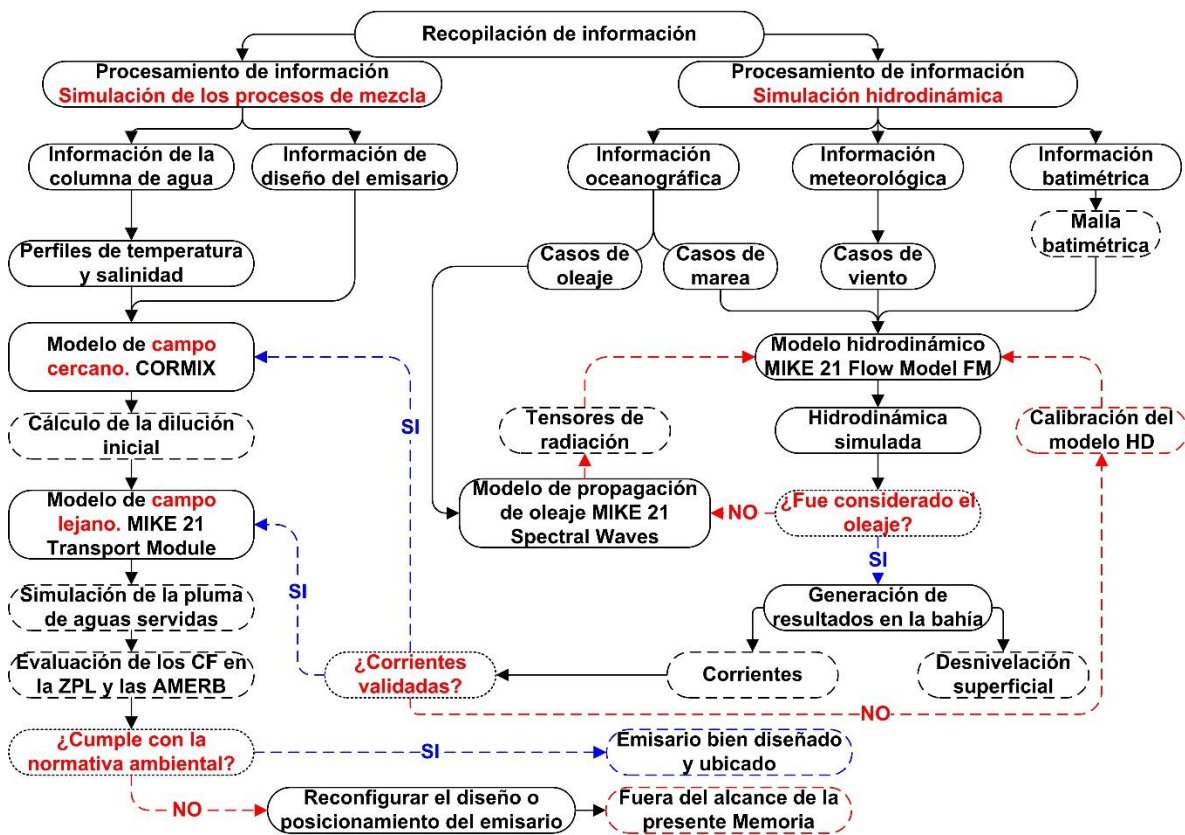 Recopilación de información
Procesamiento de información
Simulación de los procesos de mezcla
Procesamiento de información
Simulación hidrodinámica
Información de la
columna de agua
Información de
diseño del emisario
Información
oceanográfica
Información
meteorológica
Información
batimétrica
Malla
batimétrica
Perfiles de temperatura
y salinidad
Casos de
oleaje
Casos de
marea
Casos de
viento
Modelo de campo
cercano. CORMIX
Modelo hidrodinámico
MIKE 21 Flow Model FM
SI
Tensores de
radiación
Hidrodinámica
simulada
Calibración del
modelo HD
Cálculo de la dilución
inicial
Modelo de campo
lejano. MIKE 21
Transport Module
Modelo de propagación
de oleaje MIKE 21
Spectral Waves
NO
¿Fue considerado el
oleaje?
SI
SI
Simulación de la pluma
de aguas servidas
Generación de
resultados en la bahía
Evaluación de los CF en
la ZPL y las AMERB
¿Corrientes
validadas?
Corrientes
Desnivelación
superficial
NO
¿Cumple con la
normativa ambiental?
SI
Emisario bien diseñado
y ubicado
NO
Reconfigurar el diseño o
posicionamiento del emisario
Fuera del alcance de la
presente Memoria